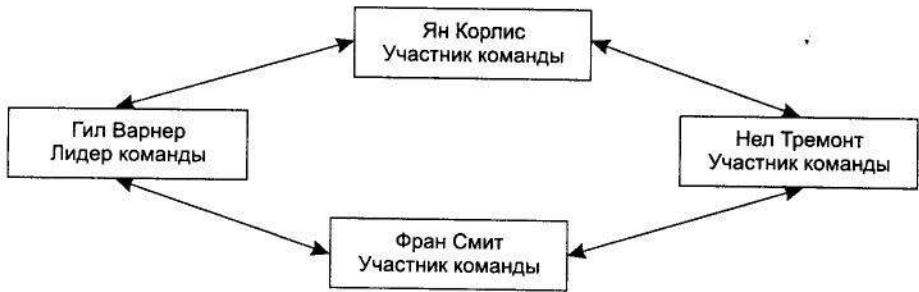 Ян Корлис
Участник команды
Гил Варнер
Лидер команды
Нел Тремонт
Участник команды
Фран Смит
Участник команды